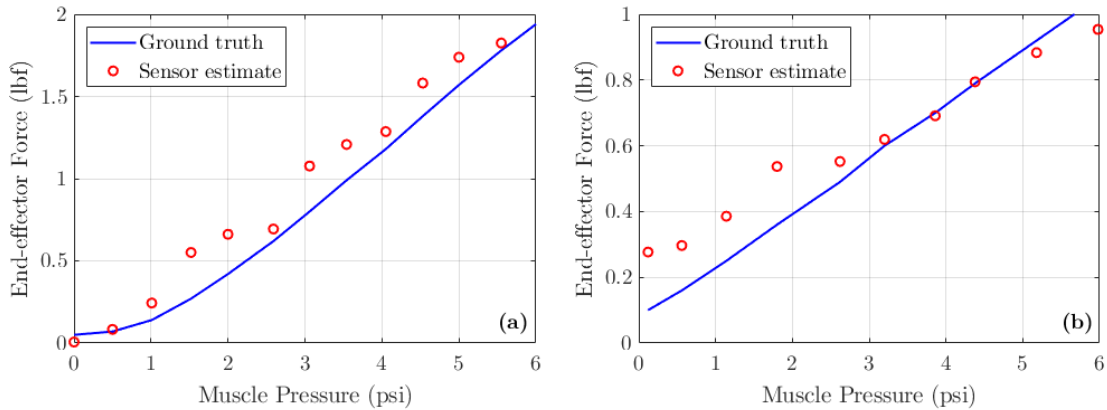 2
1.5
1
0.5
0
End-effector Force (lbf)
Ground truth
Sensor estimate
(a)
0 1 2 3 4 5 6
Muscle Pressure (psi)
1
0.8
0.6
0.4
0.2
0
End-effector Force (lbf)
Ground truth
Sensor estimate
(b)
0 1 2 3 4 5 6
Muscle Pressure (psi)